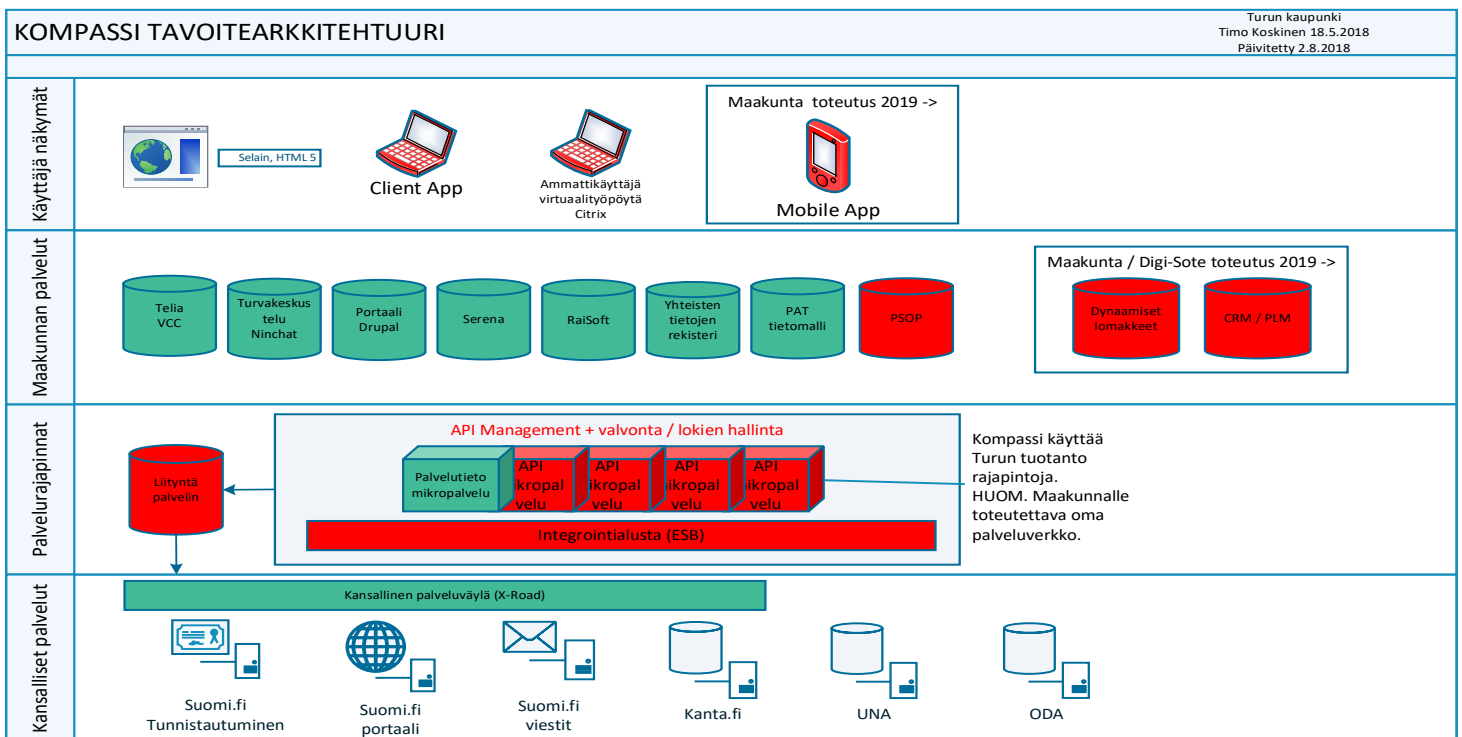 KOMPASSI TAVOITEARKKITEHTUURI
Turun kaupunki
Timo Koskinen 18.5.2018
Päivitetty 2.8.2018
Käyttäjä näkymät
Selain, HTML 5
Client App
Ammattikäyttäjä
virtuaalityöpöytä
Citrix
Maakunta toteutus 2019 ->
Mobile App
Maakunnan palvelut
Telia
VCC
Turvakeskus
telu
Ninchat
Portaali
Drupal
Serena
RaiSoft
Yhteisten
tietojen
rekisteri
PAT
tietomalli
PSOP
Maakunta / Digi-Sote toteutus 2019 ->
Dynaamiset
lomakkeet
CRM / PLM
Palvelurajapinnat
Liityntä
palvelin
API Management + valvonta / lokien hallinta
Palvelutieto
mikropalvelu
API
ikropal
velu
API
ikropal
velu
API
ikropal
velu
API
mikropal
velu
Integrointialusta (ESB)
Kompassi käyttää
Turun tuotanto
rajapintoja.
HUOM. Maakunnalle
toteutettava oma
palveluverkko.
Kansalliset palvelut
Kansallinen palveluväylä (X-Road)
Suomi.fi
Tunnistautuminen
Suomi.fi
portaali
Suomi.fi
viestit
Kanta.fi
UNA
ODA